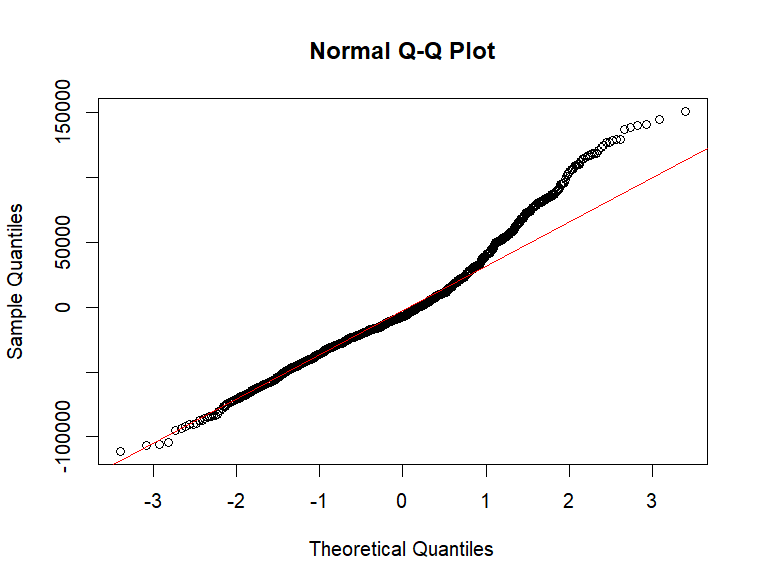 Normal Q-Q Plot
Sample Quantiles
150000
50000
0
-100000
-3 -2 -1 0 1 2 3
Theoretical Quantiles